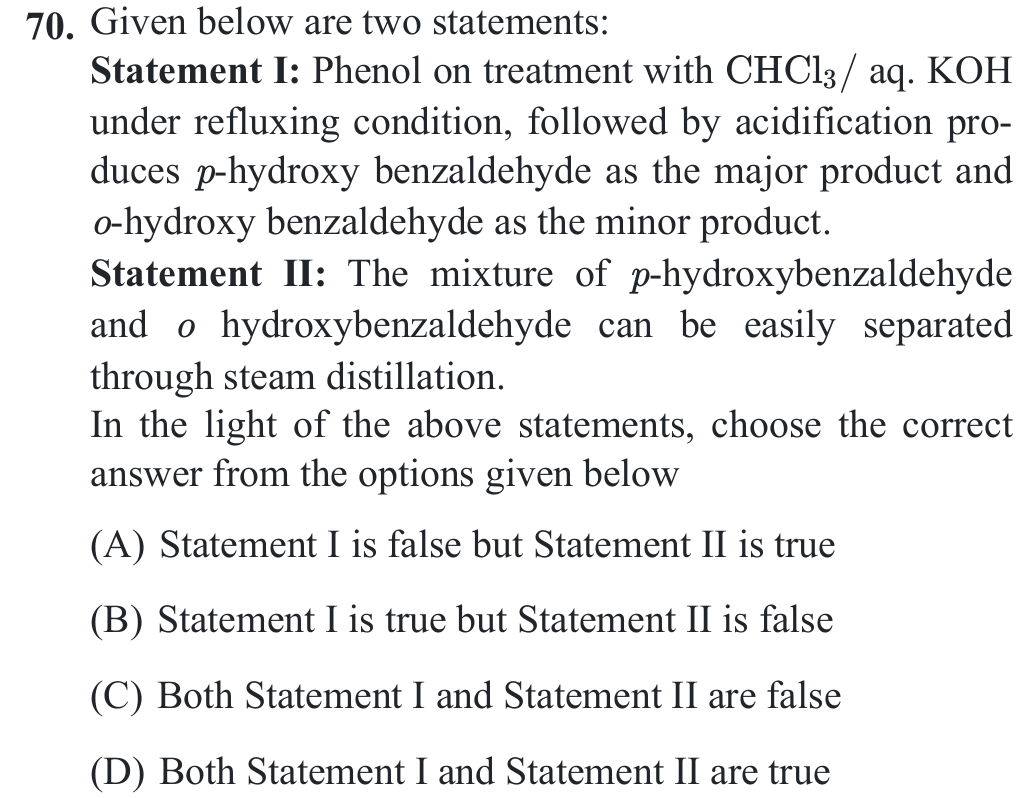 70. Given below are two statements:
Statement I: Phenol on treatment with CHCl₃/ aq. KOH
under refluxing condition, followed by acidification pro-
duces p-hydroxy benzaldehyde as the major product and
o-hydroxy benzaldehyde as the minor product.
Statement II: The mixture of p-hydroxybenzaldehyde
and o hydroxybenzaldehyde can be easily separated
through steam distillation.
In the light of the above statements, choose the correct
answer from the options given below
(A) Statement I is false but Statement II is true
(B) Statement I is true but Statement II is false
(C) Both Statement I and Statement II are false
(D) Both Statement I and Statement II are true